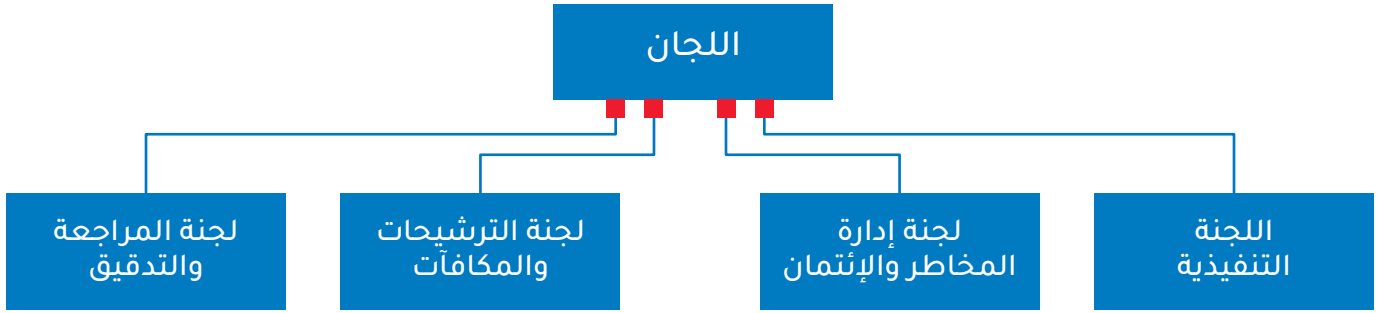 اللجان
اللجنة
التنفيذية
لجنة إدارة
المخاطر والإئتمان
لجنة الترشيحات
والمكافآت
لجنة المراجعة
والتدقيق